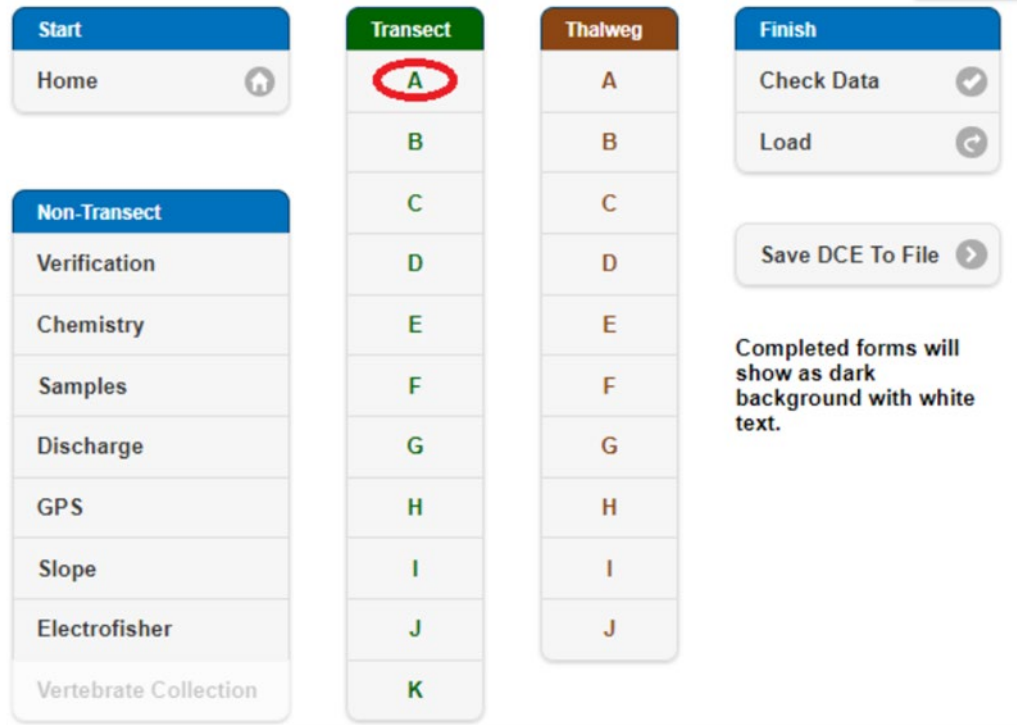 Start
Home
Non-Transect
Verification
Chemistry
Samples
Discharge
GPS
Slope
Electrofisher
Vertebrate Collection
Transect
A
B
C
D
E
F
G
H
I
J
K
Thalweg
A
B
C
D
E
F
G
H
I
J
Finish
Check Data
Load
Save DCE To File
Completed forms will
show as dark
background with white
text.